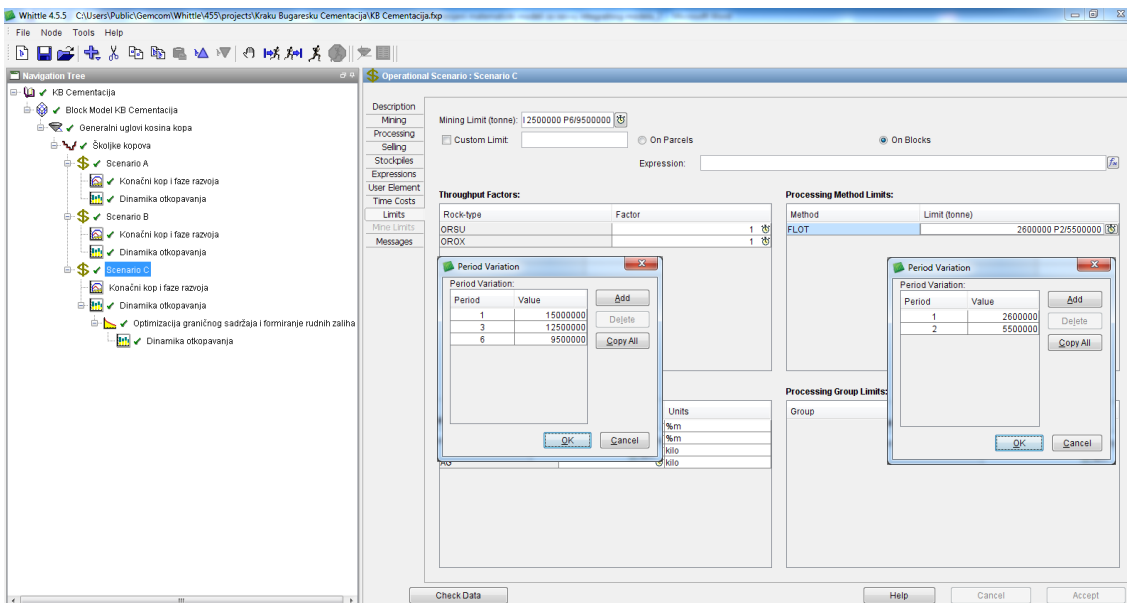 Whittle 4.5.5 C:\Users\Public\Gemcom\Whittle\455\projects\Kraku Bugaresku Cementacija\KB Cementacija.fxp
File Node Tools Help
Navigation Tree
KB Cementacija
Block Model KB Cementacija
Generalni uglovi kosina kopa
Školjke kopova
Scenario A
Konačni kop i faze razvoja
Dinamika otkopavanja
Scenario B
Konačni kop i faze razvoja
Dinamika otkopavanja
Scenario C
Konačni kop i faze razvoja
Dinamika otkopavanja
Optimizacija graničnog sadržaja i formiranje rudnih zaliha
Dinamika otkopavanja
Operational Scenario : Scenario C
Description
Mining
Processing
Selling
Stockpiles
Expressions
User Element
Time Costs
Limits
Mine Limits
Messages
Mining Limit (tonne): 12500000 P6/9500000
Custom Limit: On Parcels On Blocks
Expression:
Throughput Factors:
Rock-type Factor
ORSU 1
OROX 1
Processing Method Limits:
Method Limit (tonne)
FLOT 2600000 P2/5500000
Period Variation
Period Variation:
Period Value
1 15000000
3 12500000
6 9500000
Add
Delete
Copy All
OK Cancel
Period Variation
Period Variation:
Period Value
1 2600000
2 5500000
Add
Delete
Copy All
OK Cancel
Units
%m
%m
kilo
AG kilo
Processing Group Limits:
Group
Check Data Help Cancel Accept